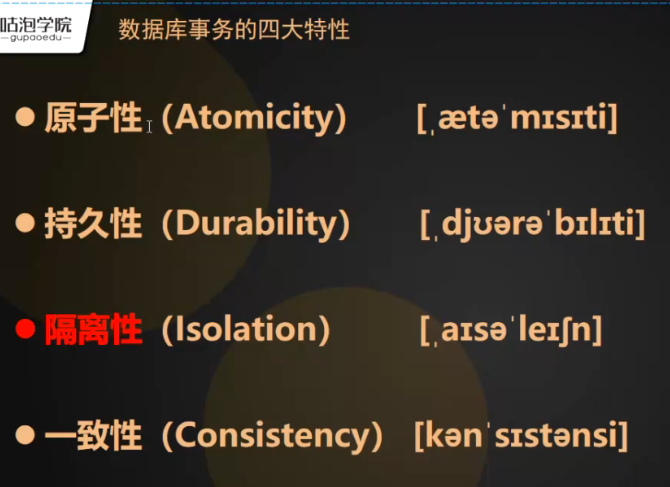 咕泡学院
gupaoedu
数据库事务的四大特性
● 原子性（Atomicity） [ˌætəˈmɪsɪti]
● 持久性（Durability） [ˌdjʊərəˈbɪlɪti]
● 隔离性（Isolation） [ˌaɪsəˈleɪʃn]
● 一致性（Consistency） [kənˈsɪstənsi]